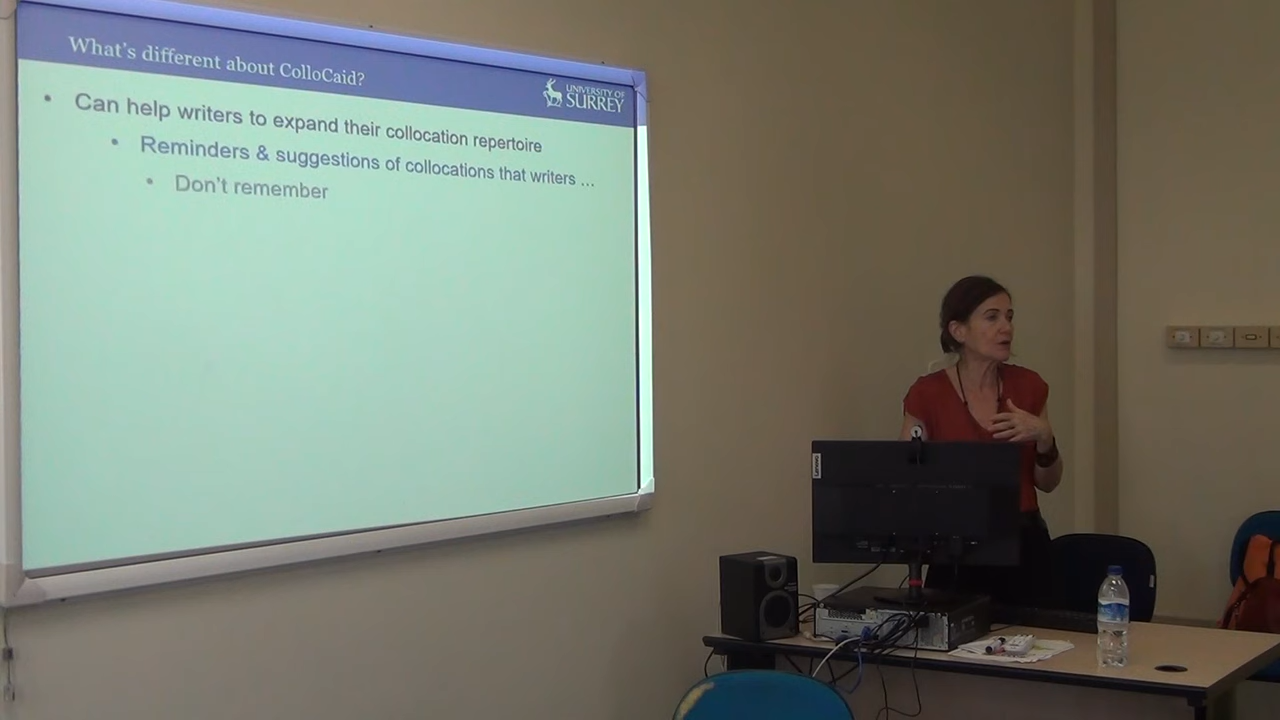 What's different about ColloCaid?
UNIVERSITY OF
SURREY
• Can help writers to expand their collocation repertoire
• Reminders & suggestions of collocations that writers ...
• Don't remember
Lenovo